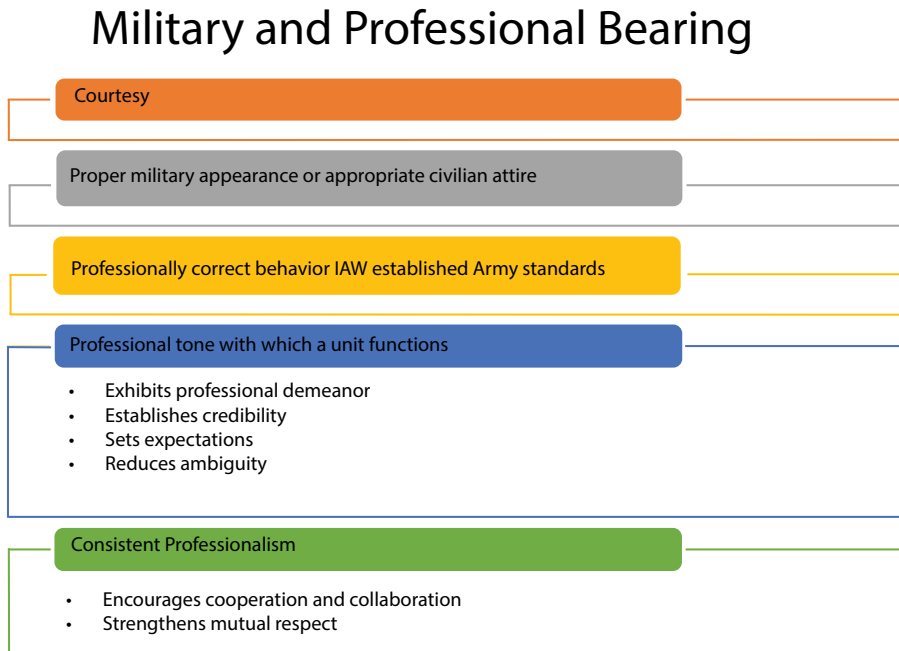 Military and Professional Bearing
Courtesy
Proper military appearance or appropriate civilian attire
Professionally correct behavior IAW established Army standards
Professional tone with which a unit functions
• Exhibits professional demeanor
• Establishes credibility
• Sets expectations
• Reduces ambiguity
Consistent Professionalism
• Encourages cooperation and collaboration
• Strengthens mutual respect